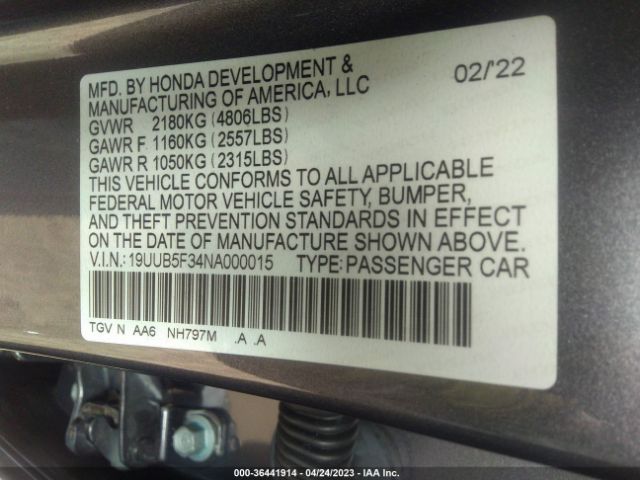 MFD. BY HONDA DEVELOPMENT & 02/'22
MANUFACTURING OF AMERICA, LLC
GVWR 2180KG (4806LBS)
GAWR F 1160KG (2557LBS)
GAWR R 1050KG (2315LBS)
THIS VEHICLE CONFORMS TO ALL APPLICABLE
FEDERAL MOTOR VEHICLE SAFETY, BUMPER,
AND THEFT PREVENTION STANDARDS IN EFFECT
ON THE DATE OF MANUFACTURE SHOWN ABOVE.
V.I.N.: 19UUB5F34NA000015 TYPE: PASSENGER CAR
TGV N AA6 NH797M .A .A
000-36441914 - 04/24/2023 - IAA Inc.